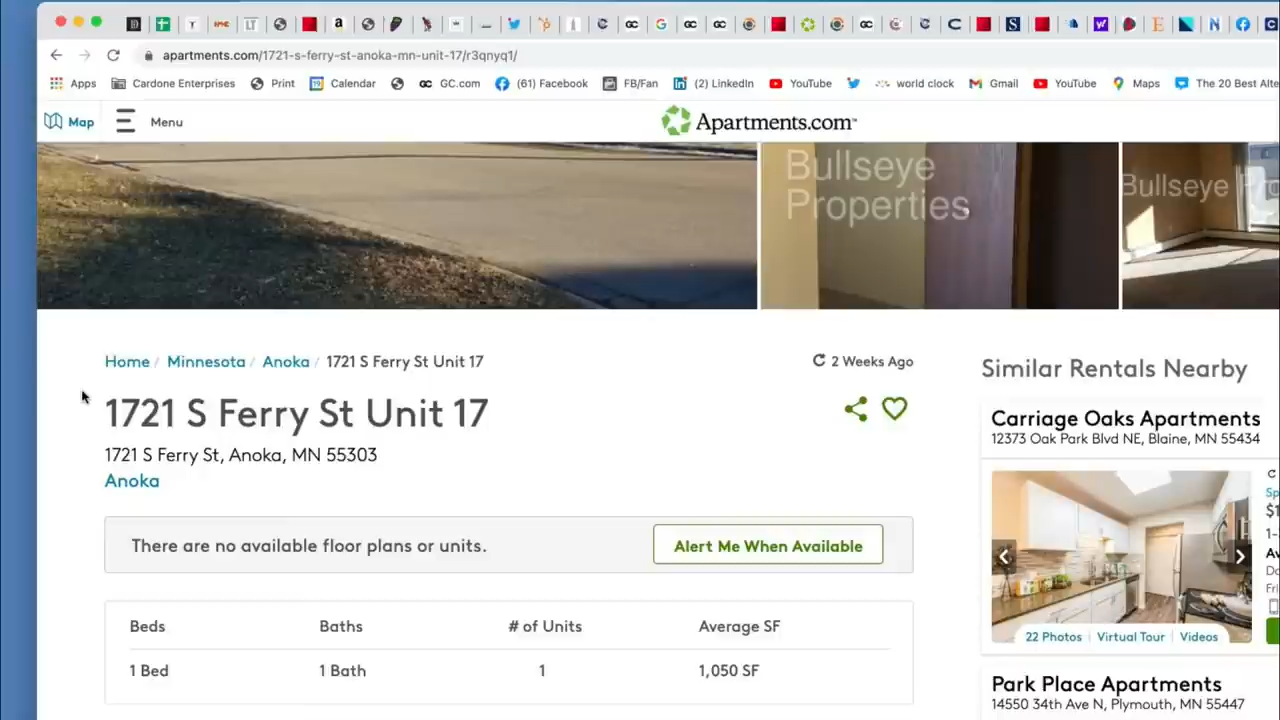 apartments.com/1721-s-ferry-st-anoka-mn-unit-17/r3qnyq1/
Apps Cardone Enterprises Print Calendar GC.com (61) Facebook FB/Fan (2) LinkedIn YouTube world clock Gmail YouTube Maps The 20 Best Alte
Map Menu Apartments.com™
Bullseye
Properties
Bullseye
Home / Minnesota / Anoka / 1721 S Ferry St Unit 17
2 Weeks Ago
1721 S Ferry St Unit 17
1721 S Ferry St, Anoka, MN 55303
Anoka
There are no available floor plans or units.
Alert Me When Available
Beds Baths # of Units Average SF
1 Bed 1 Bath 1 1,050 SF
Similar Rentals Nearby
Carriage Oaks Apartments
12373 Oak Park Blvd NE, Blaine, MN 55434
22 Photos Virtual Tour Videos
Park Place Apartments
14550 34th Ave N, Plymouth, MN 55447